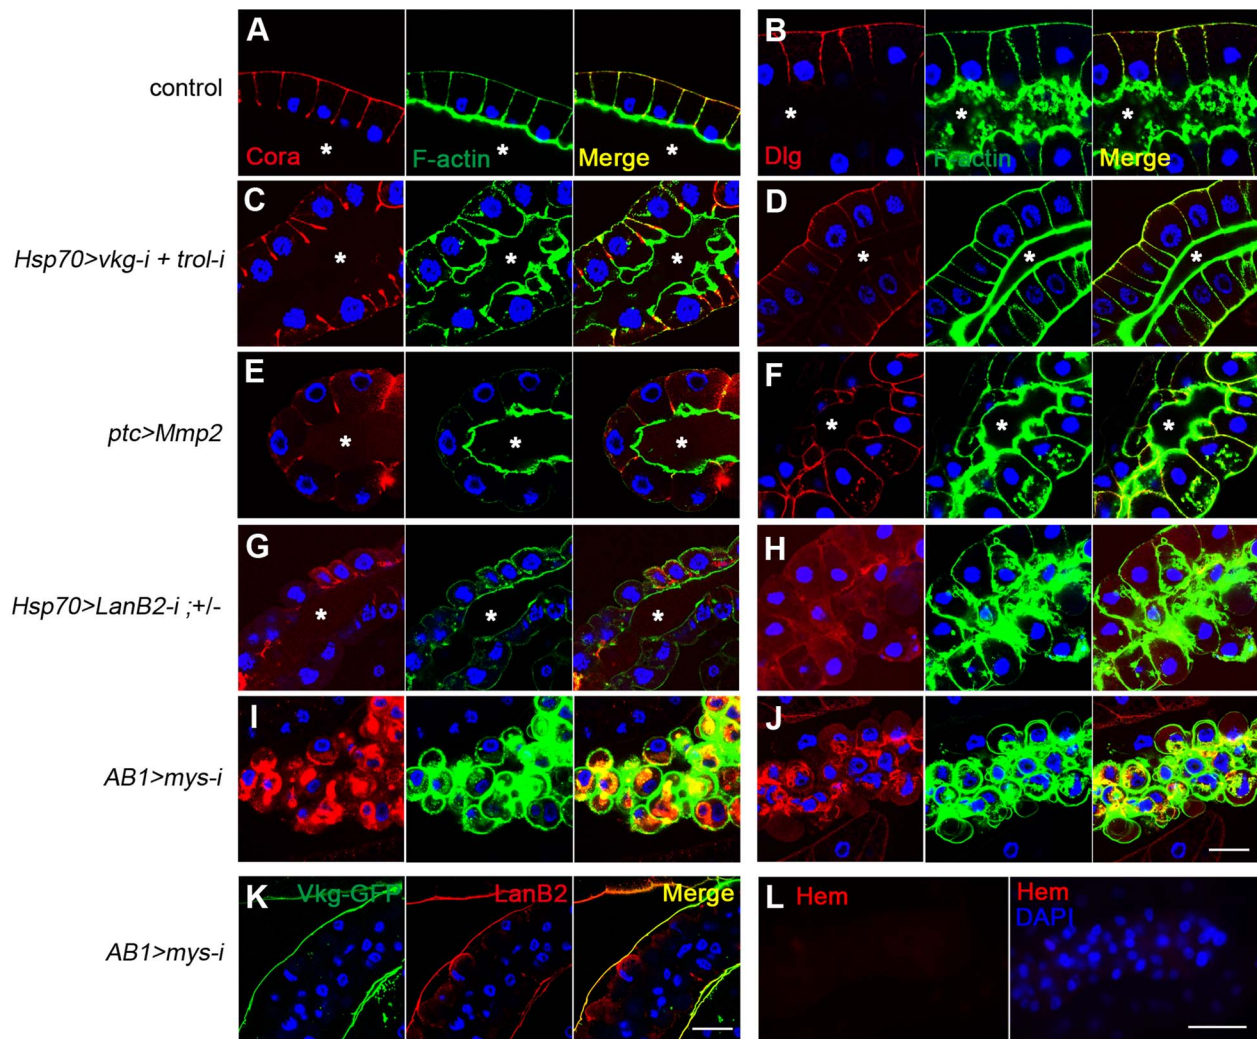 A
B
control
*
*
*
*
*
*
Cora
F-actin
Merge
Dlg
F-actin
Merge
C
D
Hsp70>vkg-i + trol-i
*
*
*
*
*
*
E
F
ptc>Mmp2
*
*
*
*
*
*
G
H
Hsp70>LanB2-i ;+/-
*
*
*
I
J
AB1>mys-i
K
Vkg-GFP
LanB2
Merge
L
Hem
Hem
DAPI
AB1>mys-i